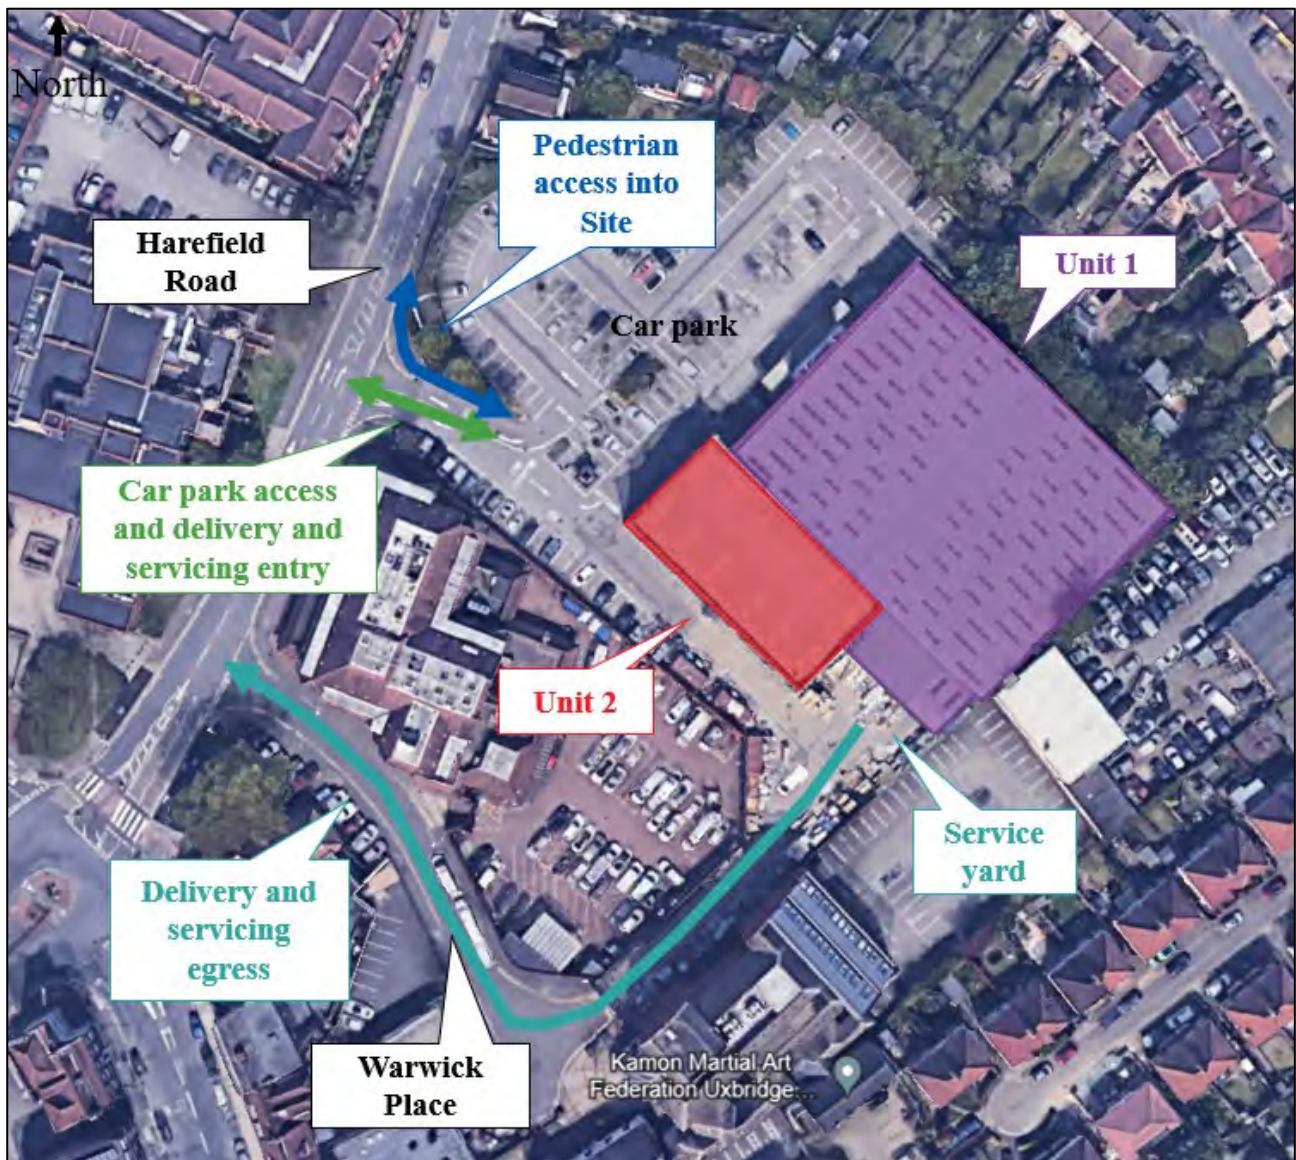 North
Pedestrian
access into
Site
Harefield
Road
Unit 1
Car park
Car park access
and delivery and
servicing entry
Unit 2
Service
yard
Delivery and
servicing
egress
Warwick
Place
Kamon Martial Art
Federation Uxbridge...